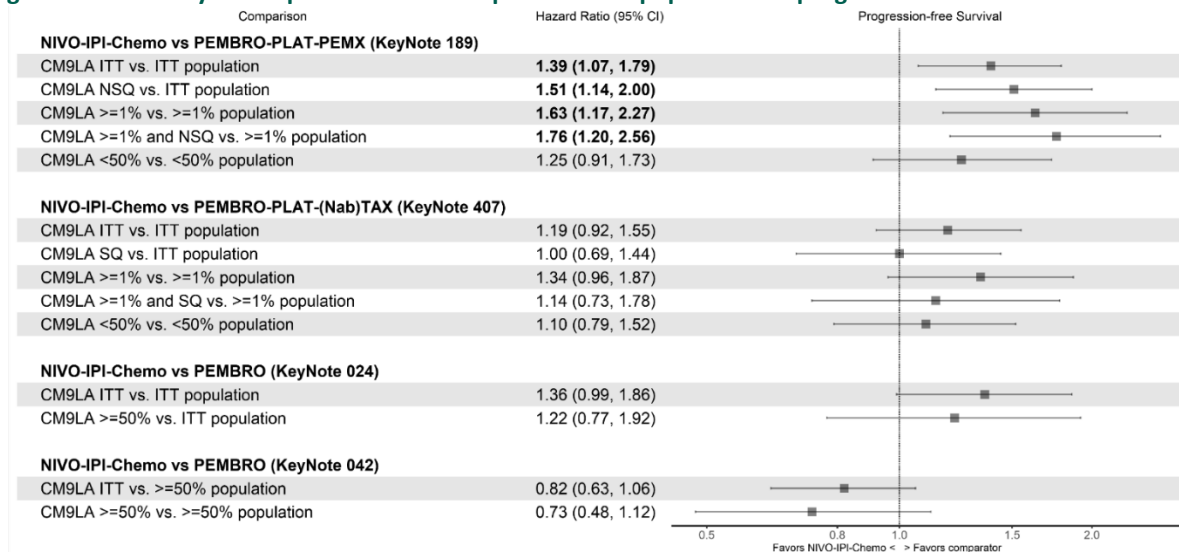 Comparison Hazard Ratio (95% CI) Progression-free Survival
NIVO-IPI-Chemo vs PEMBRO-PLAT-PEMX (KeyNote 189)
CM9LA ITT vs. ITT population 1.39 (1.07, 1.79)
CM9LA NSQ vs. ITT population 1.51 (1.14, 2.00)
CM9LA >=1% vs. >=1% population 1.63 (1.17, 2.27)
CM9LA >=1% and NSQ vs. >=1% population 1.76 (1.20, 2.56)
CM9LA <50% vs. <50% population 1.25 (0.91, 1.73)
NIVO-IPI-Chemo vs PEMBRO-PLAT-(Nab)TAX (KeyNote 407)
CM9LA ITT vs. ITT population 1.19 (0.92, 1.55)
CM9LA SQ vs. ITT population 1.00 (0.69, 1.44)
CM9LA >=1% vs. >=1% population 1.34 (0.96, 1.87)
CM9LA >=1% and SQ vs. >=1% population 1.14 (0.73, 1.78)
CM9LA <50% vs. <50% population 1.10 (0.79, 1.52)
NIVO-IPI-Chemo vs PEMBRO (KeyNote 024)
CM9LA ITT vs. ITT population 1.36 (0.99, 1.86)
CM9LA >=50% vs. ITT population 1.22 (0.77, 1.92)
NIVO-IPI-Chemo vs PEMBRO (KeyNote 042)
CM9LA ITT vs. >=50% population 0.82 (0.63, 1.06)
CM9LA >=50% vs. >=50% population 0.73 (0.48, 1.12)
0.5 0.8 1.0 1.5 2.0
Favors NIVO-IPI-Chemo < > Favors comparator